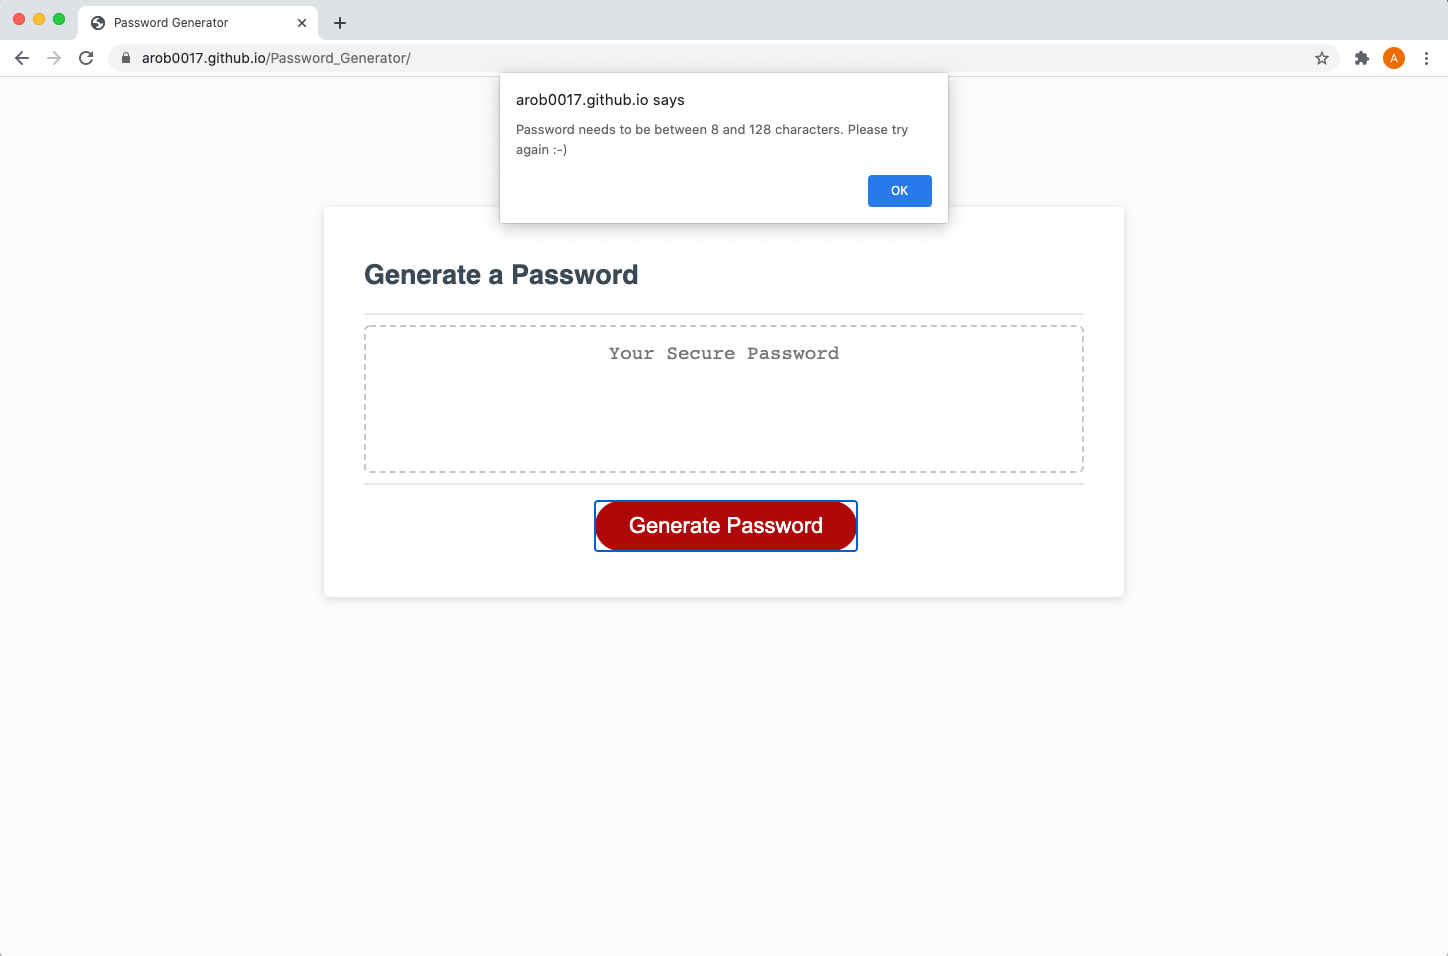 Password Generator
arob0017.github.io/Password_Generator/
A
arob0017.github.io says
Password needs to be between 8 and 128 characters. Please try
again :-)
OK
Generate a Password
Your Secure Password
Generate Password